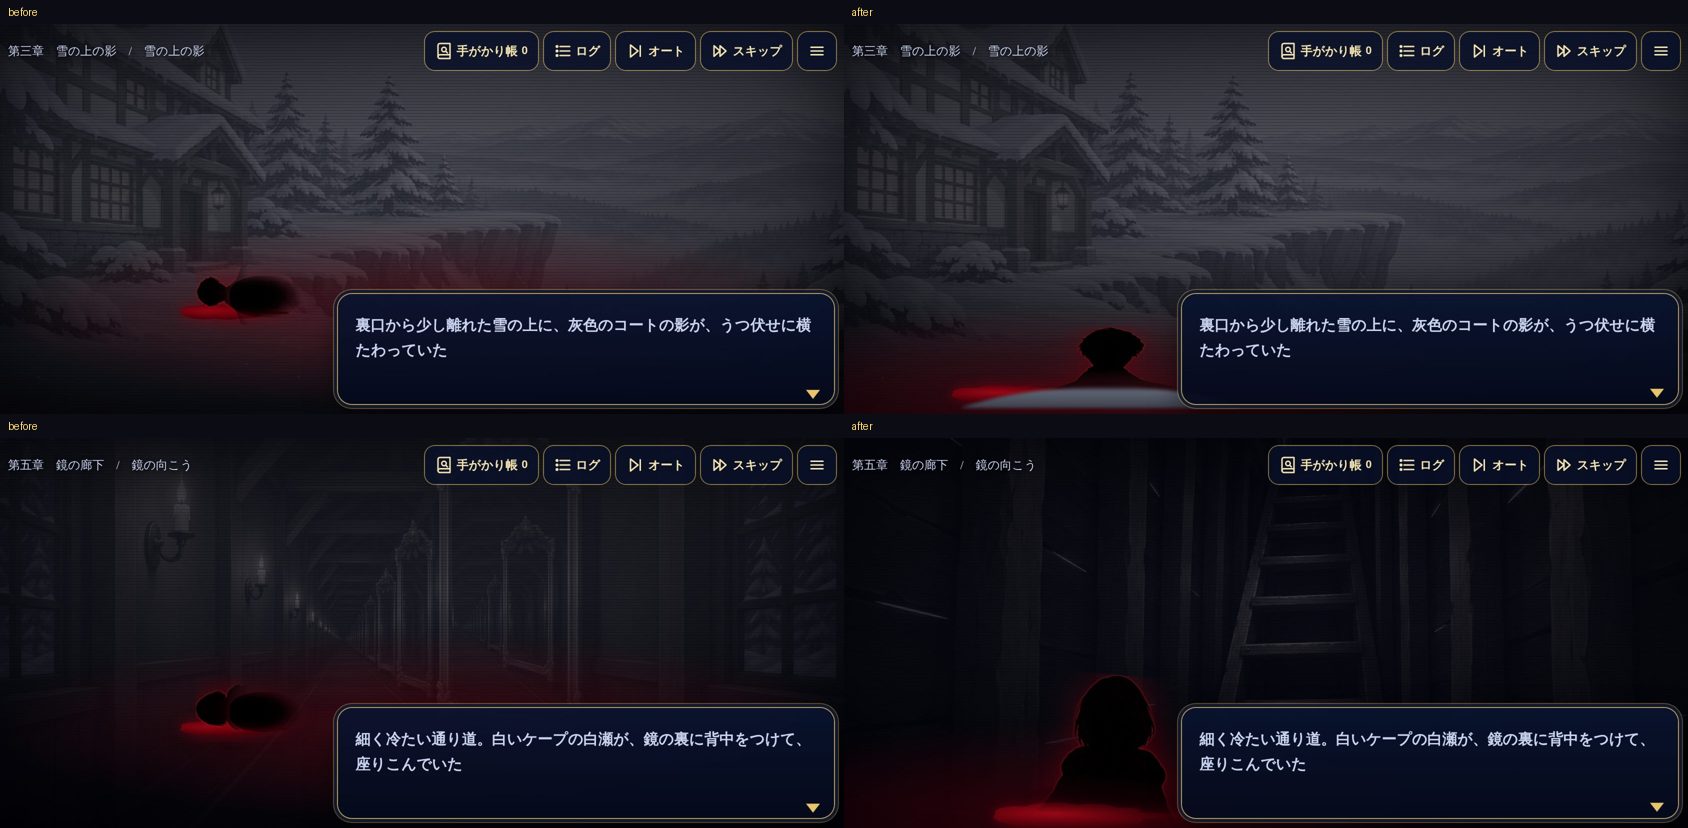 before
第三章　雪の上の影　/　雪の上の影
手がかり帳 0
ログ
オート
スキップ
裏口から少し離れた雪の上に、灰色のコートの影が、うつ伏せに横
たわっていた
after
第三章　雪の上の影　/　雪の上の影
手がかり帳 0
ログ
オート
スキップ
裏口から少し離れた雪の上に、灰色のコートの影が、うつ伏せに横
たわっていた
before
第五章　鏡の廊下　/　鏡の向こう
手がかり帳 0
ログ
オート
スキップ
細く冷たい通り道。白いケープの白瀬が、鏡の裏に背中をつけて、
座りこんでいた
after
第五章　鏡の廊下　/　鏡の向こう
手がかり帳 0
ログ
オート
スキップ
細く冷たい通り道。白いケープの白瀬が、鏡の裏に背中をつけて、
座りこんでいた